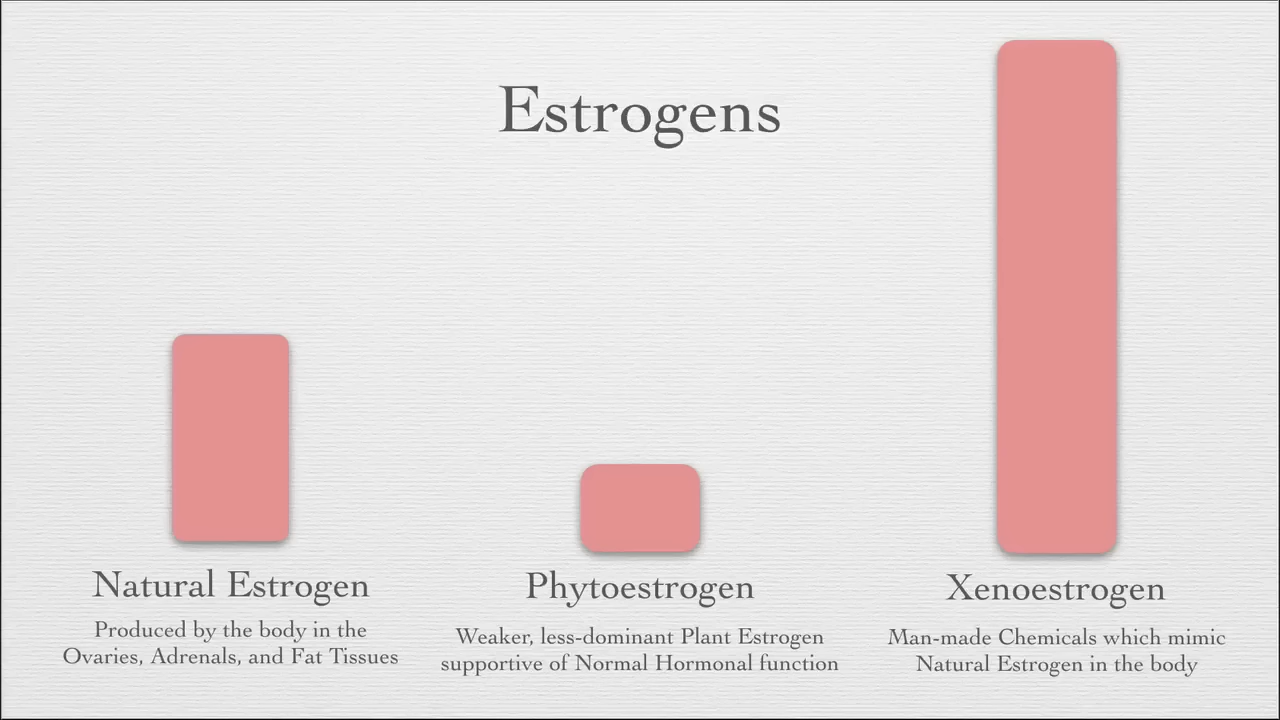 Estrogens
Natural Estrogen
Produced by the body in the
Ovaries, Adrenals, and Fat Tissues
Phytoestrogen
Weaker, less-dominant Plant Estrogen
supportive of Normal Hormonal function
Xenoestrogen
Man-made Chemicals which mimic
Natural Estrogen in the body